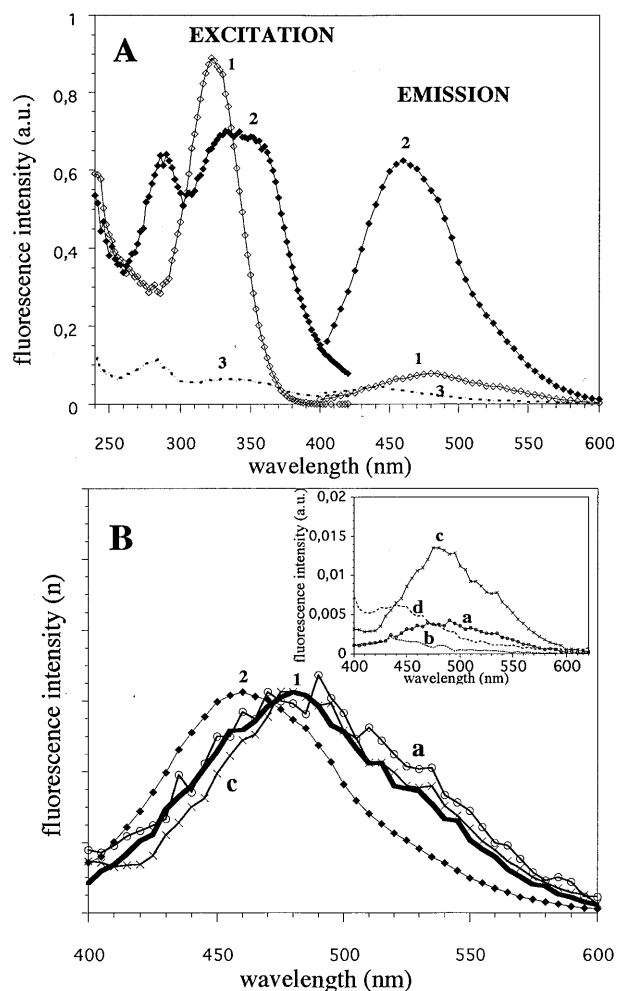 A
EXCITATION
EMISSION
1
2
2
3
1
3
fluorescence intensity (a.u.)
1
0,8
0,6
0,4
0,2
0
250 300 350 400 450 500 550 600
wavelength (nm)
B
fluorescence intensity (n)
2
1
a
c
400 450 500 550 600
wavelength (nm)
fluorescence intensity (a.u.)
0,02
0,015
0,01
0,005
0
c
d
a
b
400 450 500 550 600
wavelength (nm)